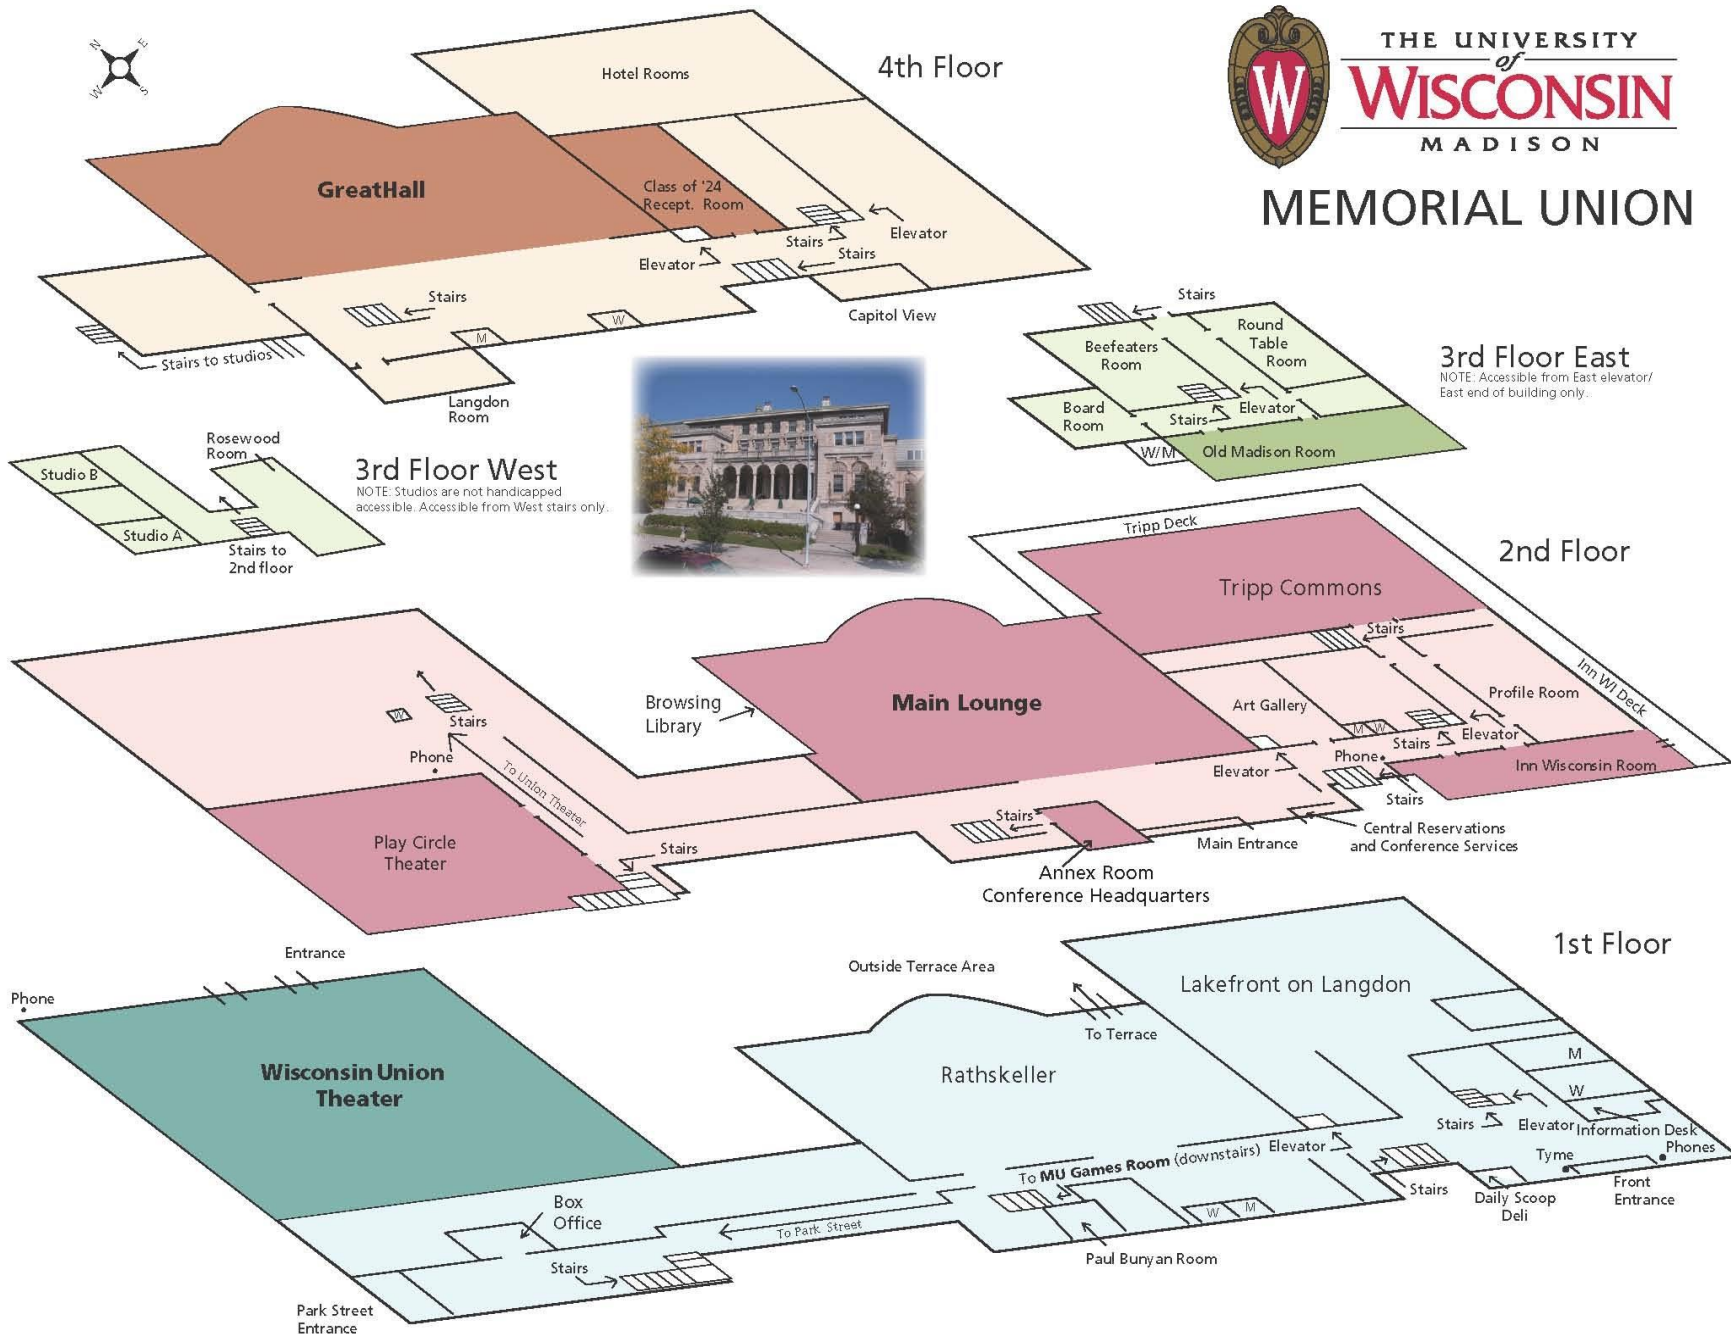 THE UNIVERSITY
of
WISCONSIN
MADISON
MEMORIAL UNION
N
E
W
S
4th Floor
Hotel Rooms
GreatHall
Class of '24
Recept. Room
Elevator
Stairs
Stairs
Elevator
Stairs
M
W
Capitol View
Stairs to studios
Langdon
Room
3rd Floor East
NOTE: Accessible from East elevator/
East end of building only.
Stairs
Beefeaters
Room
Round
Table
Room
Board
Room
Stairs
Elevator
W/M
Old Madison Room
3rd Floor West
NOTE: Studios are not handicapped
accessible. Accessible from West stairs only.
Rosewood
Room
Studio B
Studio A
Stairs to
2nd floor
2nd Floor
Tripp Deck
Tripp Commons
Stairs
Inn WI Deck
Browsing
Library
Main Lounge
Art Gallery
Profile Room
M
W
Stairs
Elevator
Phone
Inn Wisconsin Room
Elevator
Stairs
W
Stairs
Phone
To Union Theater
Play Circle
Theater
Stairs
Stairs
Annex Room
Conference Headquarters
Main Entrance
Central Reservations
and Conference Services
1st Floor
Entrance
Phone
Wisconsin Union
Theater
Outside Terrace Area
To Terrace
Lakefront on Langdon
Rathskeller
M
W
Stairs
Elevator
Information Desk
Phones
Tyme
Front
Entrance
Daily Scoop
Deli
Stairs
Elevator
To MU Games Room (downstairs)
W
M
Paul Bunyan Room
To Park Street
Box
Office
Stairs
Park Street
Entrance